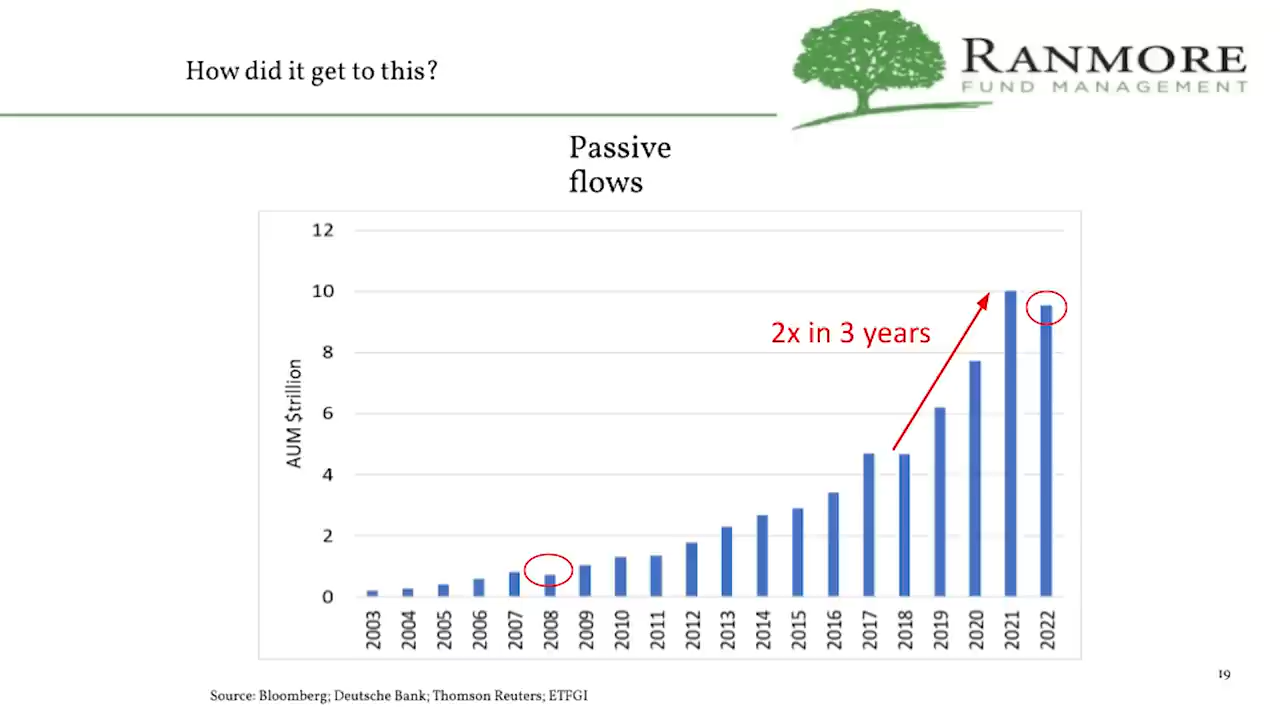 How did it get to this?
RANMORE
FUND MANAGEMENT
Passive
flows
12
10
8
6
4
2
0
AUM $trillion
2x in 3 years
2003 2004 2005 2006 2007 2008 2009 2010 2011 2012 2013 2014 2015 2016 2017 2018 2019 2020 2021 2022
19
Source: Bloomberg; Deutsche Bank; Thomson Reuters; ETFGI